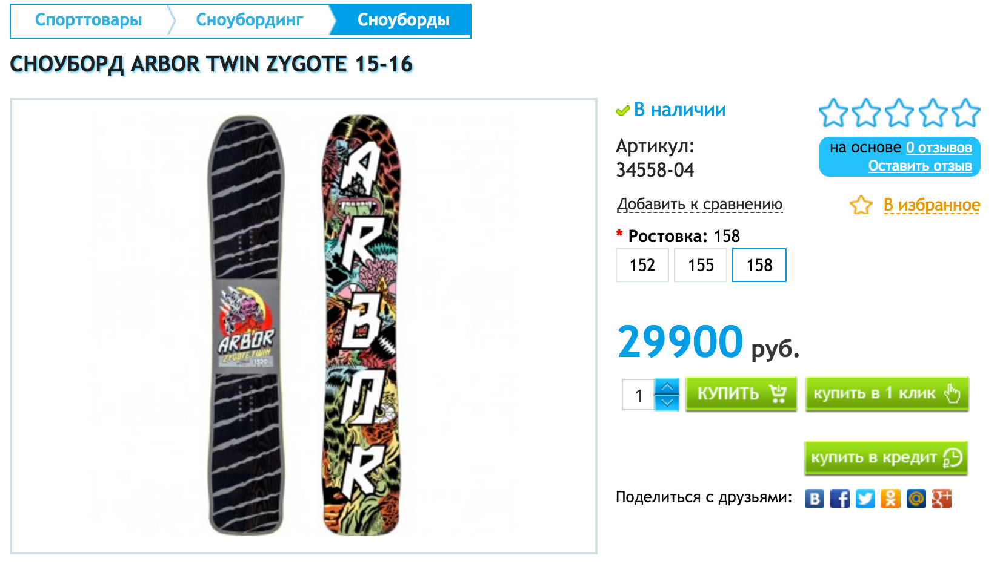 Спорттовары
Сноубординг
Сноуборды
СНОУБОРД ARBOR TWIN ZYGOTE 15-16
ARBOR
ZYGOTE TWIN
ARBOR
В наличии
Артикул:
34558-04
на основе 0 отзывов
Оставить отзыв
Добавить к сравнению
В избранное
* Ростовка: 158
152
155
158
29900 руб.
1
КУПИТЬ
купить в 1 клик
купить в кредит
Поделиться с друзьями: